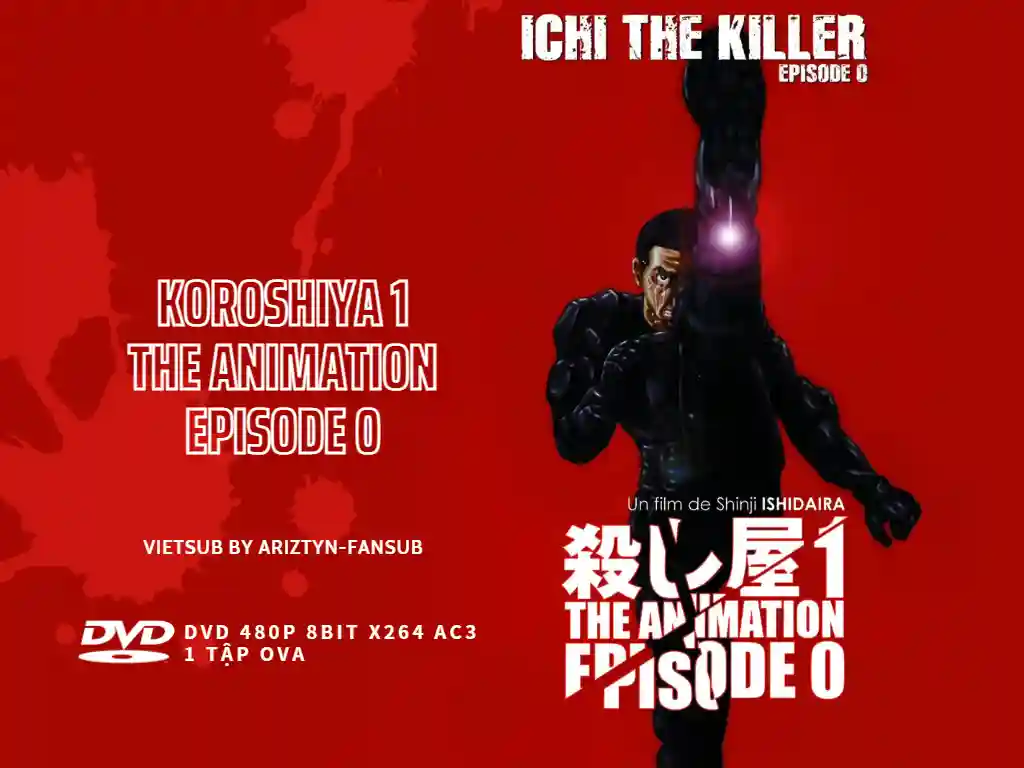 ICHI THE KILLER
EPISODE 0
KOROSHIYA 1
THE ANIMATION
EPISODE 0
VIETSUB BY ARIZTYN-FANSUB
DVD
DVD 480P 8BIT X264 AC3
1 TẬP OVA
Un film de Shinji ISHIDAIRA
殺し屋1
THE ANIMATION
EPISODE 0